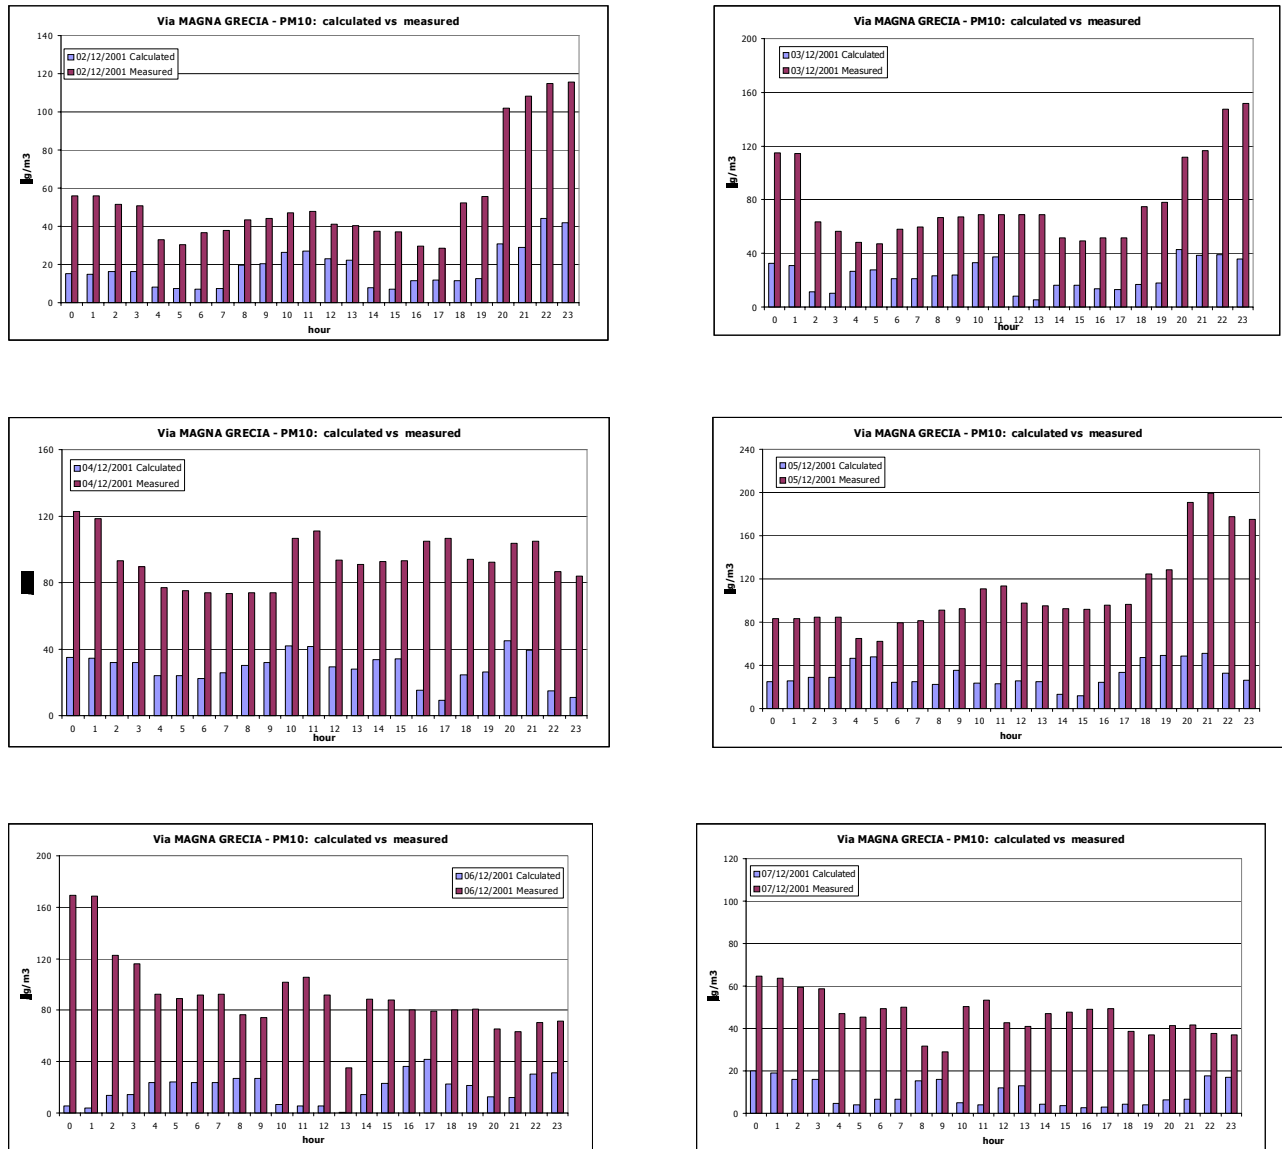 Via MAGNA GRECIA - PM10: calculated vs measured
140
120
100
80
60
40
20
0
02/12/2001 Calculated
02/12/2001 Measured
g/m3
0 1 2 3 4 5 6 7 8 9 10 11 12 13 14 15 16 17 18 19 20 21 22 23
hour
Via MAGNA GRECIA - PM10: calculated vs measured
200
160
120
80
40
0
03/12/2001 Calculated
03/12/2001 Measured
g/m3
0 1 2 3 4 5 6 7 8 9 10 11 12 13 14 15 16 17 18 19 20 21 22 23
hour
Via MAGNA GRECIA - PM10: calculated vs measured
160
120
80
40
0
04/12/2001 Calculated
04/12/2001 Measured
0 1 2 3 4 5 6 7 8 9 10 11 12 13 14 15 16 17 18 19 20 21 22 23
hour
Via MAGNA GRECIA - PM10: calculated vs measured
240
200
160
120
80
40
0
05/12/2001 Calculated
05/12/2001 Measured
g/m3
0 1 2 3 4 5 6 7 8 9 10 11 12 13 14 15 16 17 18 19 20 21 22 23
hour
Via MAGNA GRECIA - PM10: calculated vs measured
200
160
120
80
40
0
06/12/2001 Calculated
06/12/2001 Measured
g/m3
0 1 2 3 4 5 6 7 8 9 10 11 12 13 14 15 16 17 18 19 20 21 22 23
hour
Via MAGNA GRECIA - PM10: calculated vs measured
120
100
80
60
40
20
0
07/12/2001 Calculated
07/12/2001 Measured
g/m3
0 1 2 3 4 5 6 7 8 9 10 11 12 13 14 15 16 17 18 19 20 21 22 23
hour